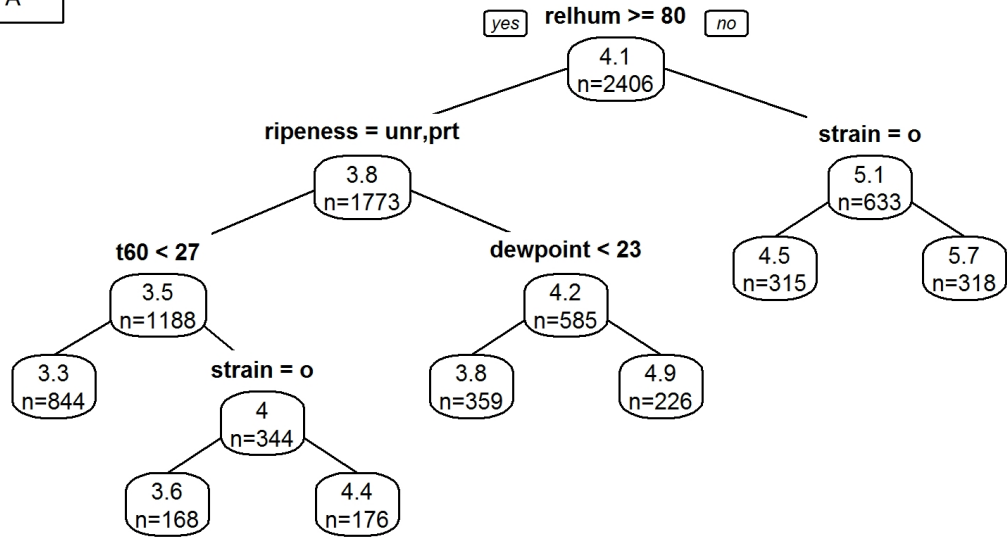 A
yes relhum >= 80 no
4.1
n=2406
ripeness = unr,prt
3.8
n=1773
strain = o
5.1
n=633
t60 < 27
3.5
n=1188
dewpoint < 23
4.2
n=585
4.5
n=315
5.7
n=318
3.3
n=844
strain = o
4
n=344
3.8
n=359
4.9
n=226
3.6
n=168
4.4
n=176